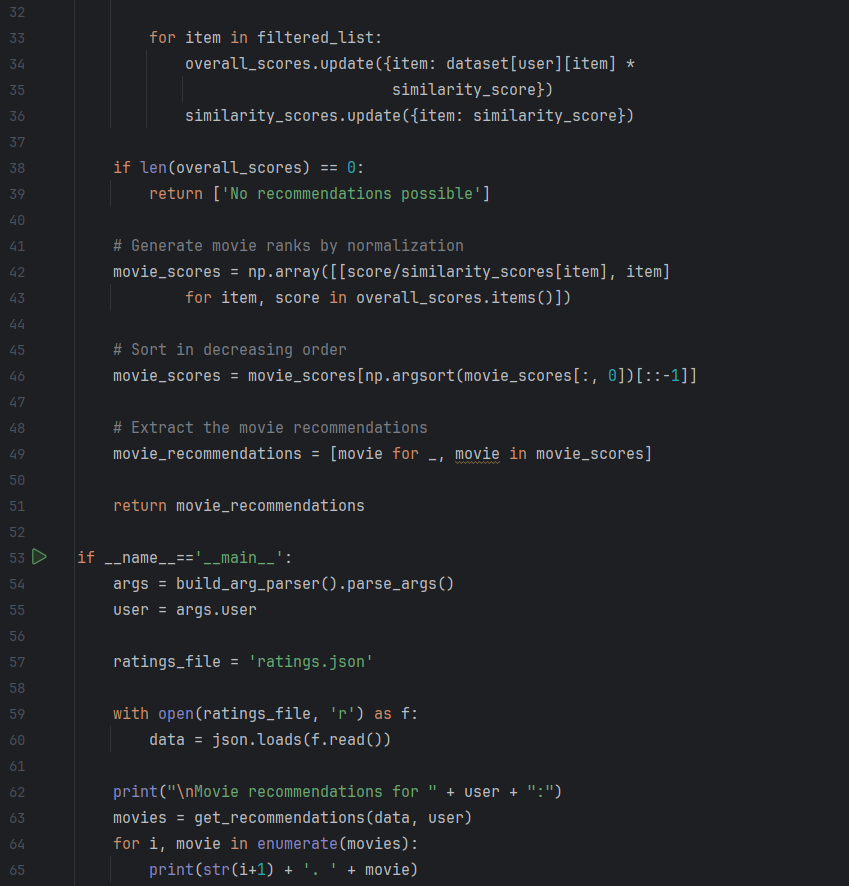 32
33 for item in filtered_list:
34 overall_scores.update({item: dataset[user][item] *
35 similarity_score})
36 similarity_scores.update({item: similarity_score})
37
38 if len(overall_scores) == 0:
39 return ['No recommendations possible']
40
41 # Generate movie ranks by normalization
42 movie_scores = np.array([[score/similarity_scores[item], item]
43 for item, score in overall_scores.items()])
44
45 # Sort in decreasing order
46 movie_scores = movie_scores[np.argsort(movie_scores[:, 0])[::-1]]
47
48 # Extract the movie recommendations
49 movie_recommendations = [movie for _, movie in movie_scores]
50
51 return movie_recommendations
52
53 if __name__=='__main__':
54 args = build_arg_parser().parse_args()
55 user = args.user
56
57 ratings_file = 'ratings.json'
58
59 with open(ratings_file, 'r') as f:
60 data = json.loads(f.read())
61
62 print("\nMovie recommendations for " + user + ":")
63 movies = get_recommendations(data, user)
64 for i, movie in enumerate(movies):
65 print(str(i+1) + '. ' + movie)